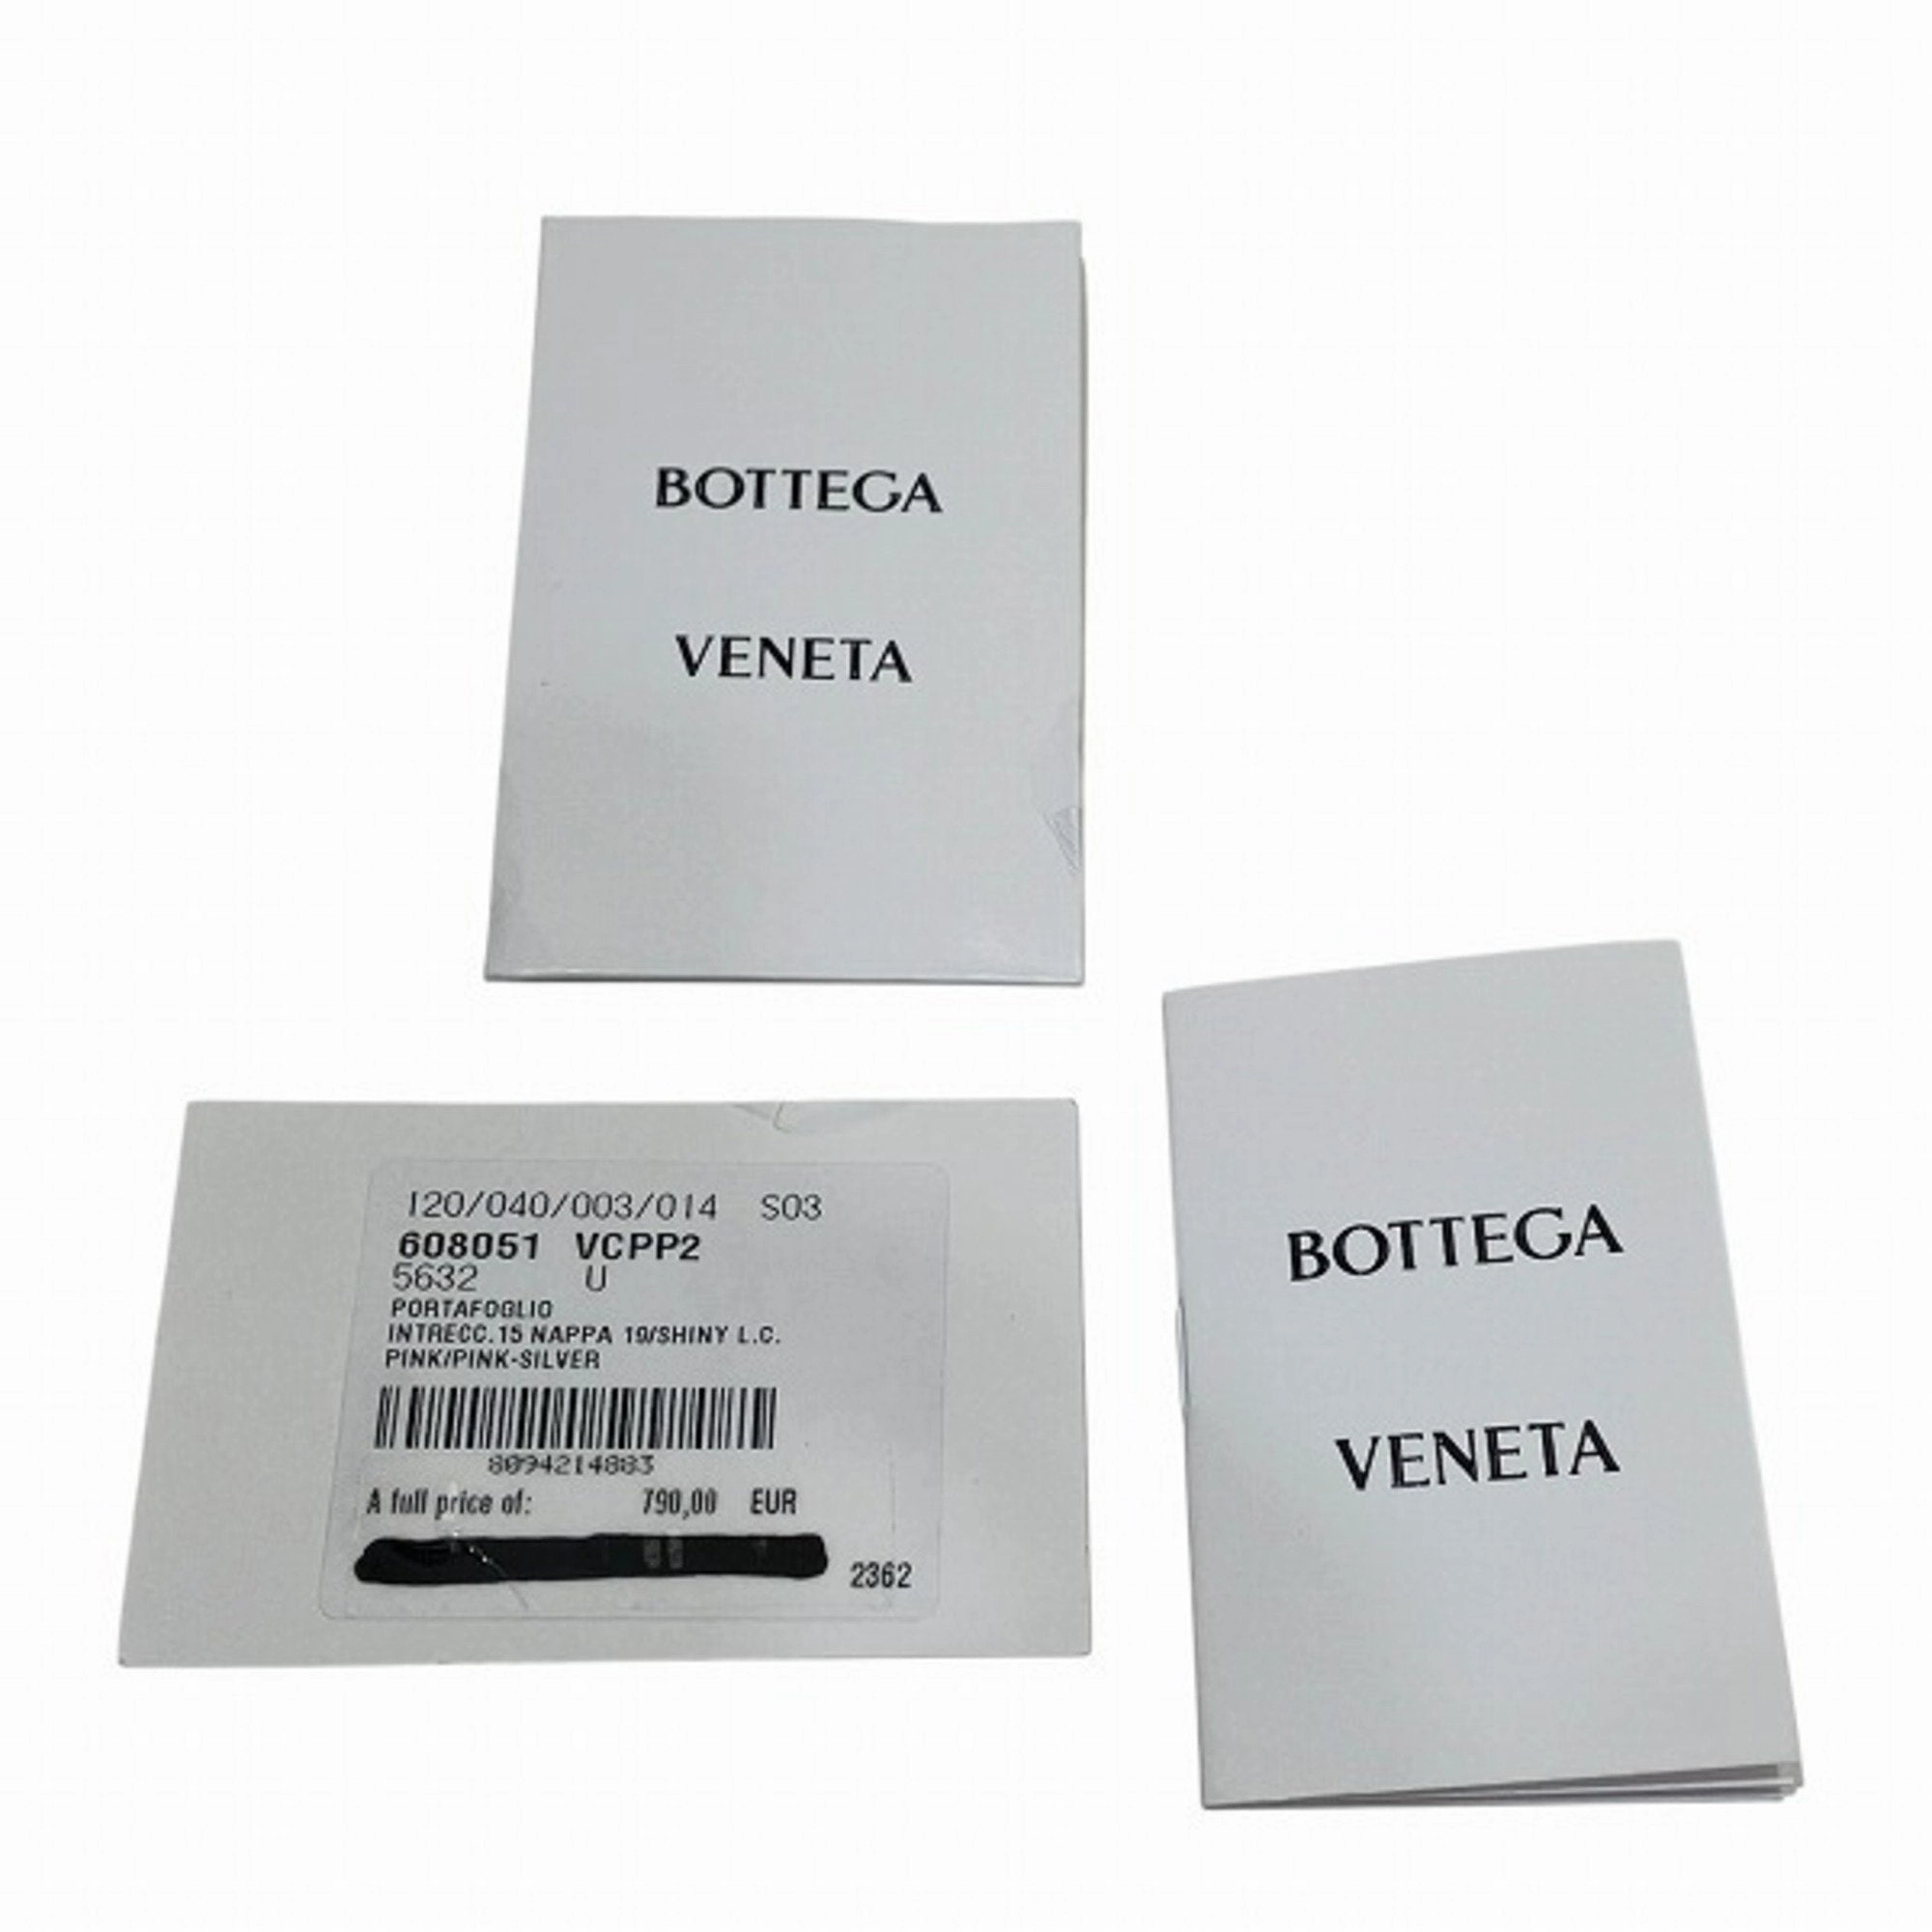 BOTTEGA
VENETA
I20/040/003/014 S03
608051 VCPP2
5632 U
PORTAFOGLIO
INTRECC.15 NAPPA 19/SHINY L.C.
PINK/PINK-SILVER
8094214883
A full price of: 790,00 EUR
2362
BOTTEGA
VENETA